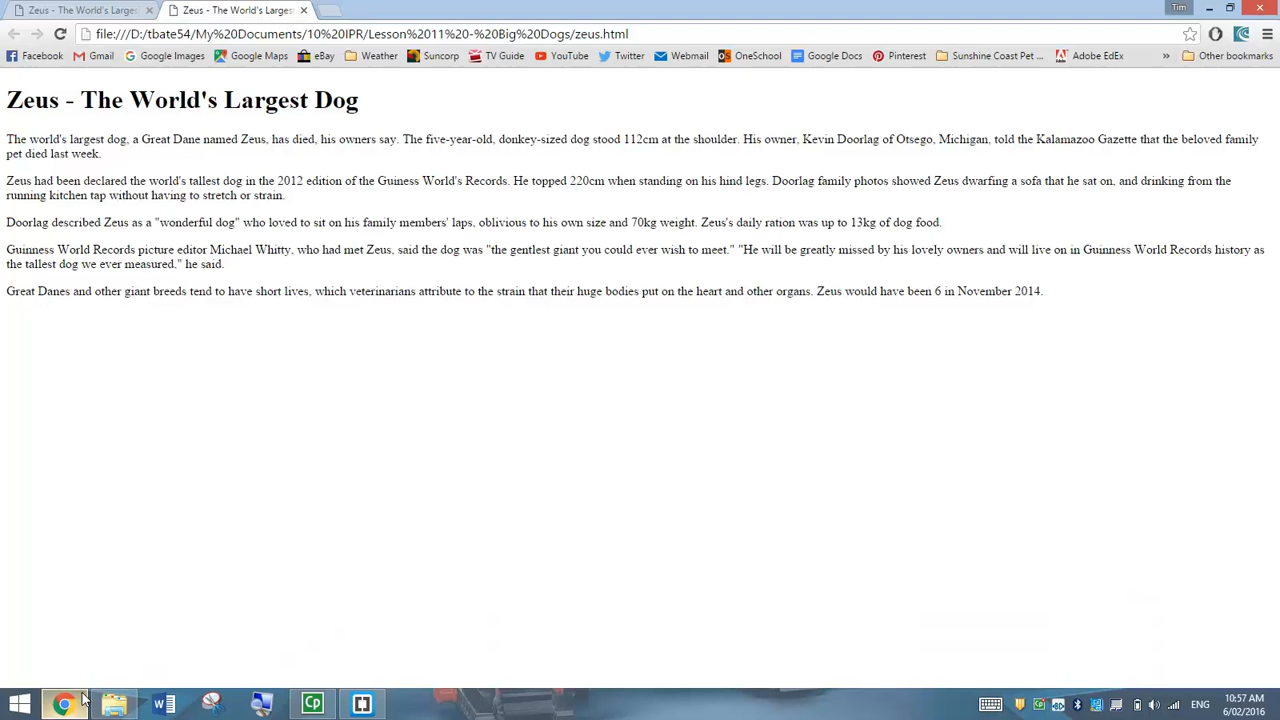 Zeus - The World's Larges
Zeus - The World's Larges
Tim
file:///D:/tbate54/My%20Documents/10%20IPR/Lesson%2011%20-%20Big%20Dogs/zeus.html
Facebook Gmail Google Images Google Maps eBay Weather Suncorp TV Guide YouTube Twitter Webmail OneSchool Google Docs Pinterest Sunshine Coast Pet ... Adobe EdEx » Other bookmarks
Zeus - The World's Largest Dog
The world's largest dog, a Great Dane named Zeus, has died, his owners say. The five-year-old, donkey-sized dog stood 112cm at the shoulder. His owner, Kevin Doorlag of Otsego, Michigan, told the Kalamazoo Gazette that the beloved family
pet died last week.
Zeus had been declared the world's tallest dog in the 2012 edition of the Guiness World's Records. He topped 220cm when standing on his hind legs. Doorlag family photos showed Zeus dwarfing a sofa that he sat on, and drinking from the
running kitchen tap without having to stretch or strain.
Doorlag described Zeus as a "wonderful dog" who loved to sit on his family members' laps, oblivious to his own size and 70kg weight. Zeus's daily ration was up to 13kg of dog food.
Guinness World Records picture editor Michael Whitty, who had met Zeus, said the dog was "the gentlest giant you could ever wish to meet." "He will be greatly missed by his lovely owners and will live on in Guinness World Records history as
the tallest dog we ever measured." he said.
Great Danes and other giant breeds tend to have short lives, which veterinarians attribute to the strain that their huge bodies put on the heart and other organs. Zeus would have been 6 in November 2014.
Cp
ENG
10:57 AM
6/02/2016